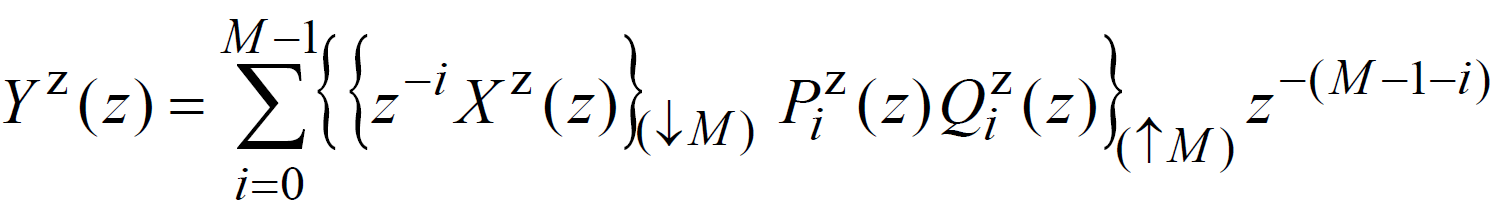 Y^z(z) = \sum_{i=0}^{M-1} \left\{ \left\{ z^{-i} X^z(z) \right\}_{(\downarrow M)} P_i^z(z) Q_i^z(z) \right\}_{(\uparrow M)} z^{-(M-1-i)}